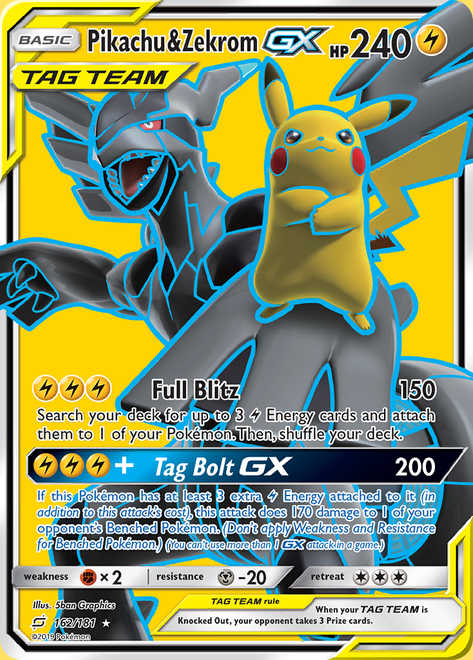 BASIC Pikachu&Zekrom GX HP 240
TAG TEAM
Full Blitz 150
Search your deck for up to 3 Energy cards and attach
them to 1 of your Pokémon. Then, shuffle your deck.
+ Tag Bolt GX 200
If this Pokémon has at least 3 extra Energy attached to it (in
addition to this attack's cost), this attack does 170 damage to 1 of your
opponent's Benched Pokémon. (Don't apply Weakness and Resistance
for Benched Pokémon.) (You can't use more than 1 GX attack in a game.)
weakness ×2 resistance -20 retreat
Illus. 5ban Graphics
162/181 ★
©2019 Pokémon
TAG TEAM rule
When your TAG TEAM is
Knocked Out, your opponent takes 3 Prize cards.